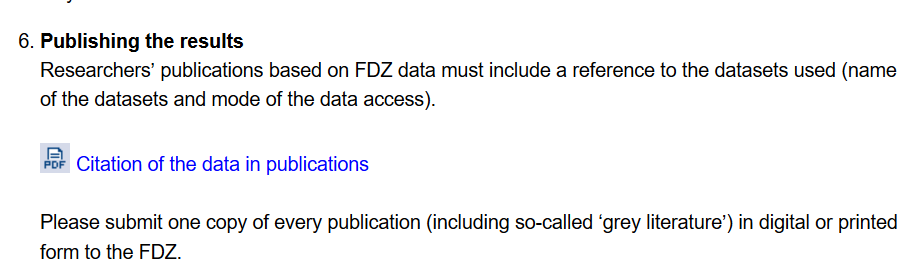 6. Publishing the results
Researchers’ publications based on FDZ data must include a reference to the datasets used (name
of the datasets and mode of the data access).
PDF Citation of the data in publications
Please submit one copy of every publication (including so-called ‘grey literature’) in digital or printed
form to the FDZ.